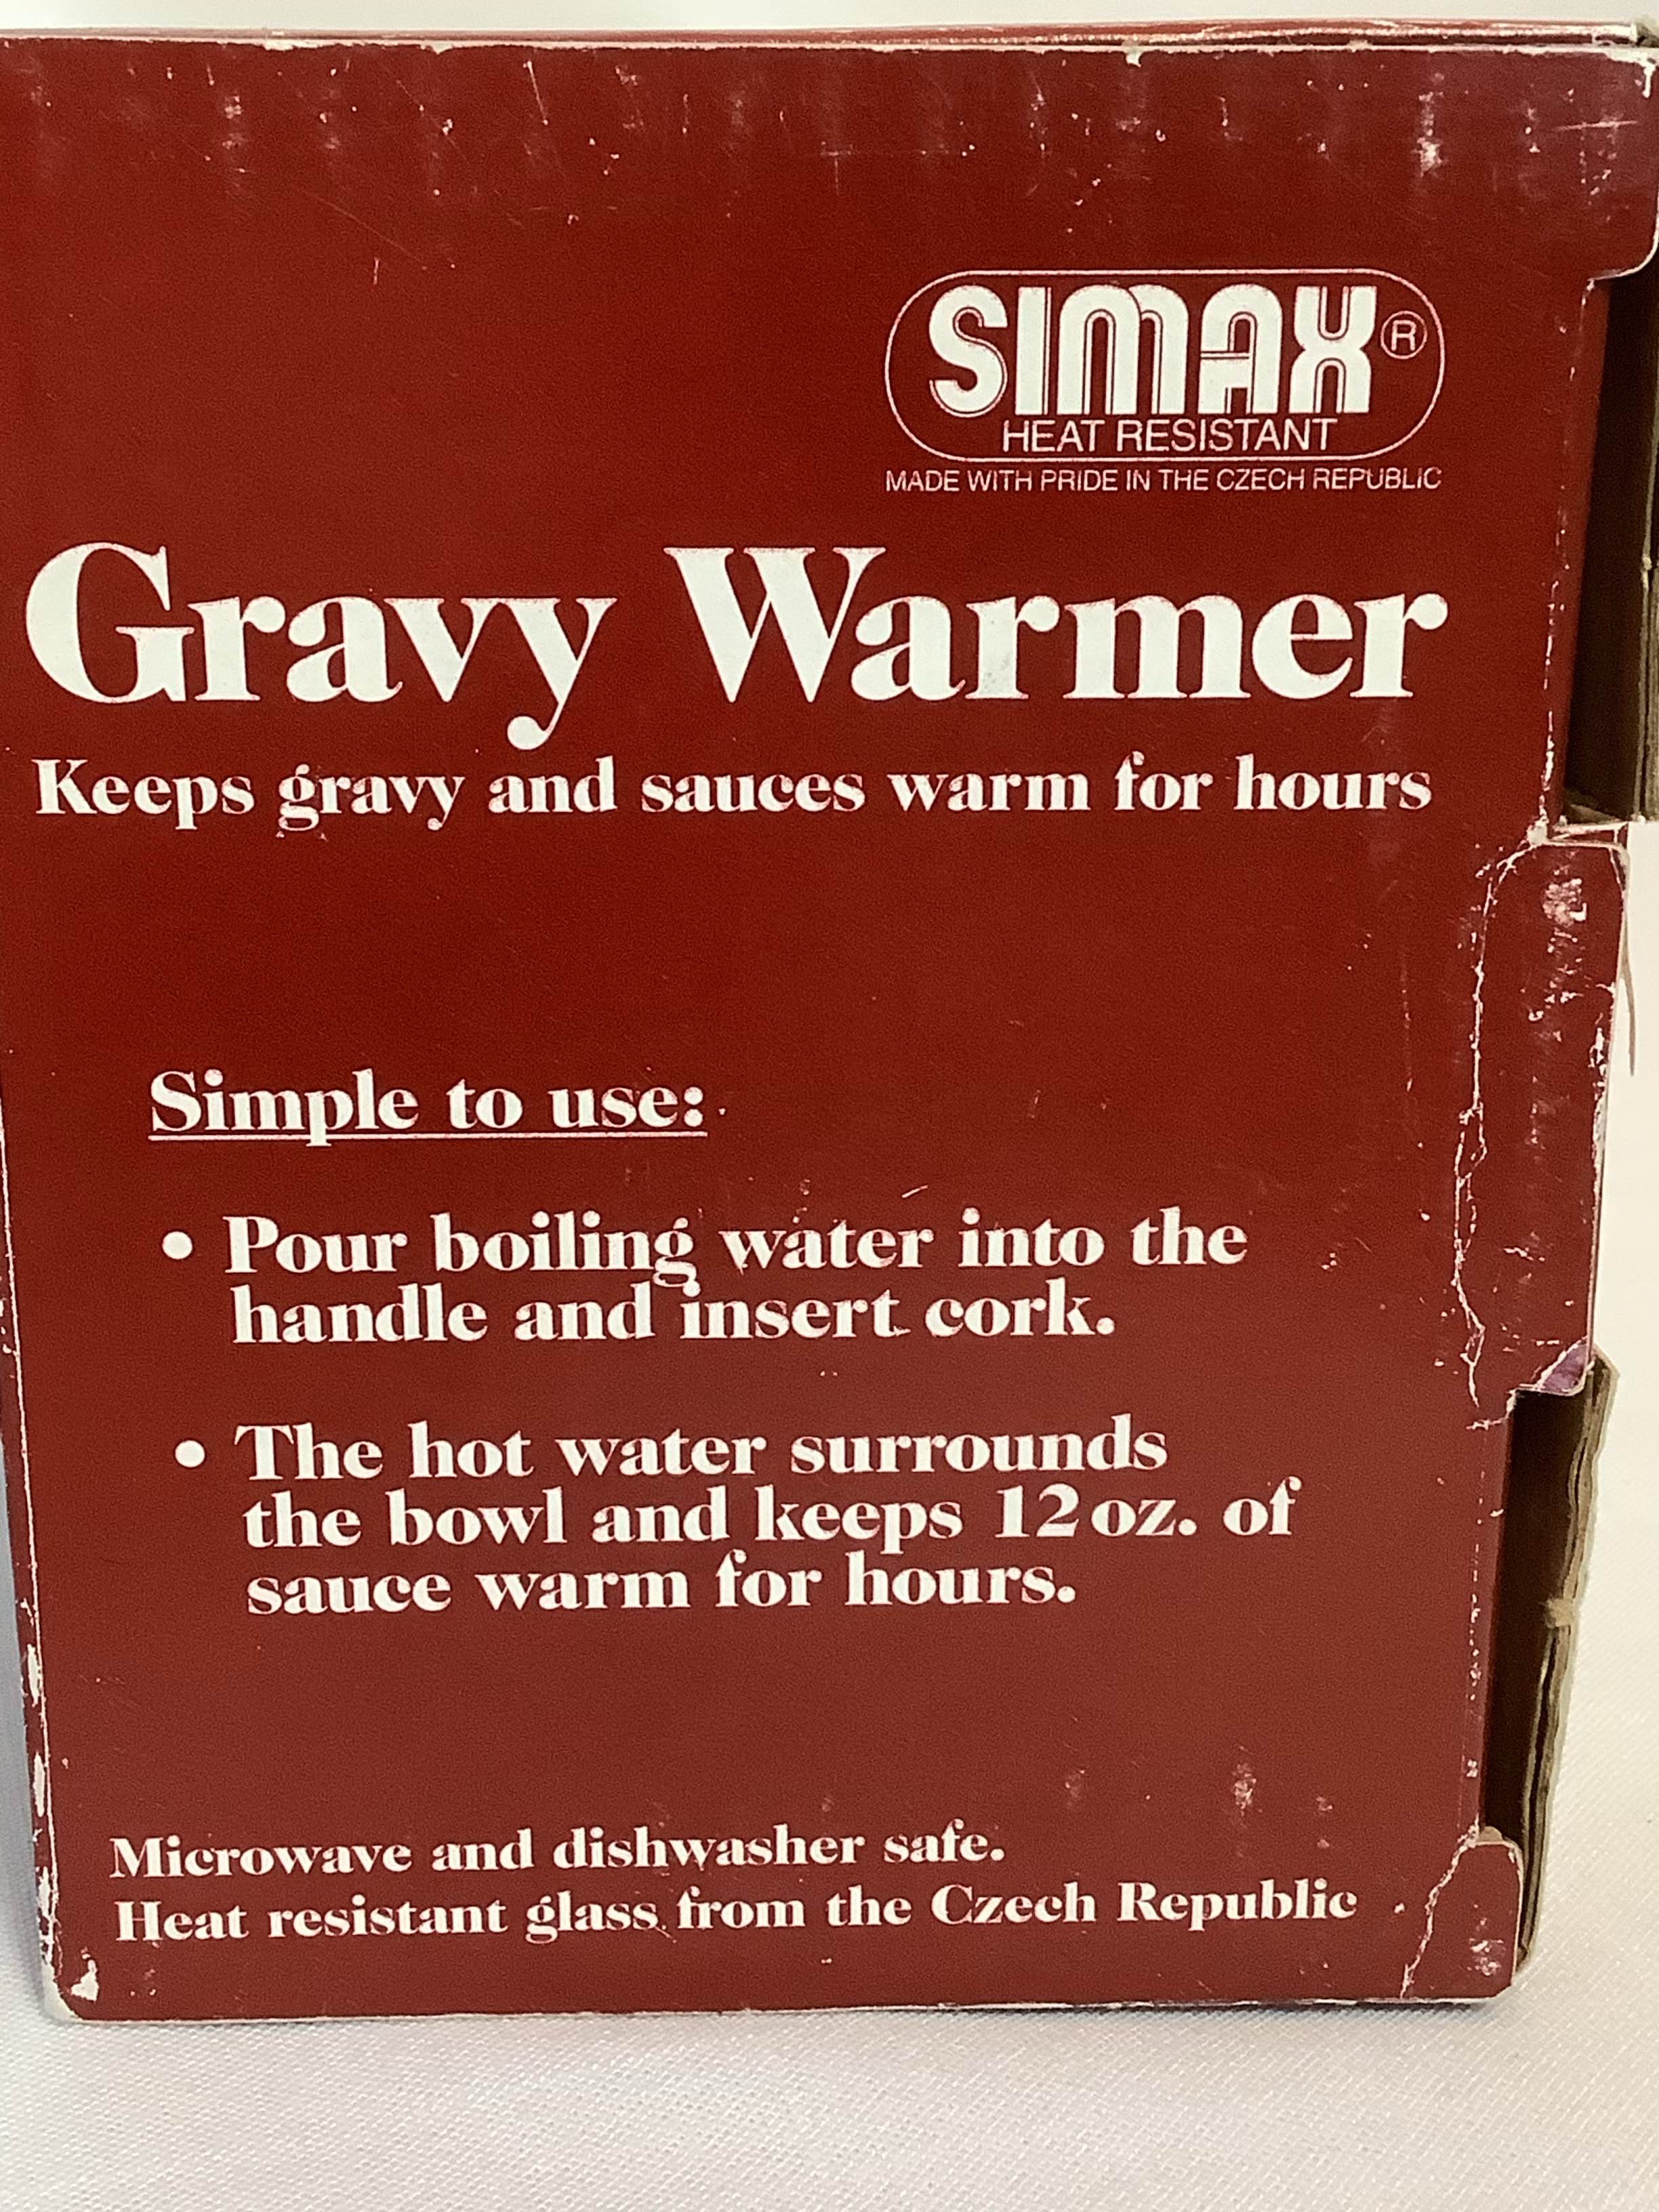 SIMAX®
HEAT RESISTANT
MADE WITH PRIDE IN THE CZECH REPUBLIC
Gravy Warmer
Keeps gravy and sauces warm for hours
Simple to use:
• Pour boiling water into the
handle and insert cork.
• The hot water surrounds
the bowl and keeps 12 oz. of
sauce warm for hours.
Microwave and dishwasher safe.
Heat resistant glass from the Czech Republic